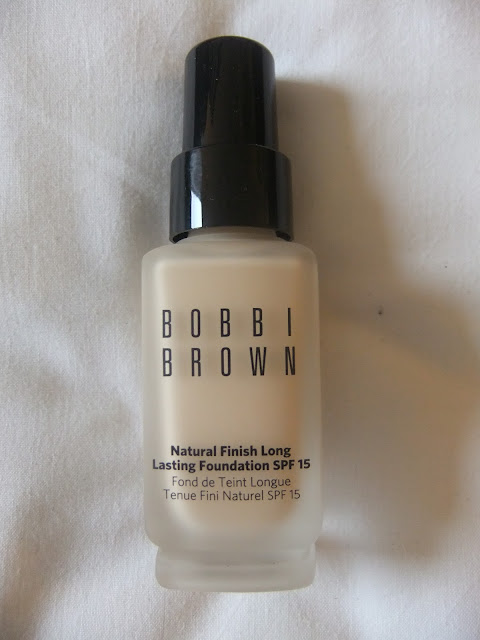 BOBBI
BROWN
Natural Finish Long
Lasting Foundation SPF 15
Fond de Teint Longue
Tenue Fini Naturel SPF 15